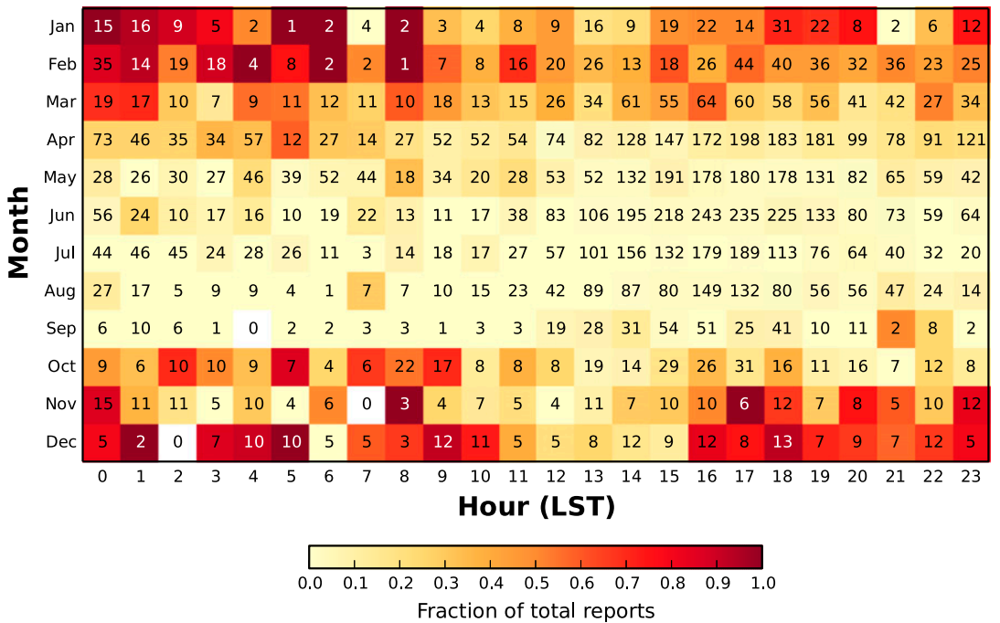 Jan 15 16 9 5 2 1 2 4 2 3 4 8 9 16 9 19 22 14 31 22 8 2 6 12
Feb 35 14 19 18 4 8 2 2 1 7 8 16 20 26 13 18 26 44 40 36 32 36 23 25
Mar 19 17 10 7 9 11 12 11 10 18 13 15 26 34 61 55 64 60 58 56 41 42 27 34
Apr 73 46 35 34 57 12 27 14 27 52 52 54 74 82 128 147 172 198 183 181 99 78 91 121
May 28 26 30 27 46 39 52 44 18 34 20 28 53 52 132 191 178 180 178 131 82 65 59 42
Jun 56 24 10 17 16 10 19 22 13 11 17 38 83 106 195 218 243 235 225 133 80 73 59 64
Jul 44 46 45 24 28 26 11 3 14 18 17 27 57 101 156 132 179 189 113 76 64 40 32 20
Aug 27 17 5 9 9 4 1 7 7 10 15 23 42 89 87 80 149 132 80 56 56 47 24 14
Sep 6 10 6 1 0 2 2 3 3 1 3 3 19 28 31 54 51 25 41 10 11 2 8 2
Oct 9 6 10 10 9 7 4 6 22 17 8 8 8 19 14 29 26 31 16 11 16 7 12 8
Nov 15 11 11 5 10 4 6 0 3 4 7 5 4 11 7 10 10 6 12 7 8 5 10 12
Dec 5 2 0 7 10 10 5 5 3 12 11 5 5 8 12 9 12 8 13 7 9 7 12 5
0 1 2 3 4 5 6 7 8 9 10 11 12 13 14 15 16 17 18 19 20 21 22 23
Month
Hour (LST)
0.0 0.1 0.2 0.3 0.4 0.5 0.6 0.7 0.8 0.9 1.0
Fraction of total reports